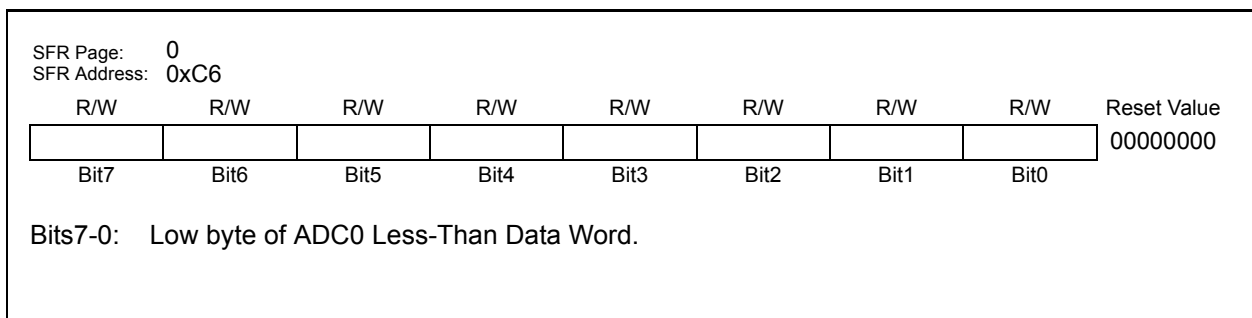 SFR Page: 0
SFR Address: 0xC6
R/W R/W R/W R/W R/W R/W R/W R/W Reset Value
00000000
Bit7 Bit6 Bit5 Bit4 Bit3 Bit2 Bit1 Bit0
Bits7-0: Low byte of ADC0 Less-Than Data Word.